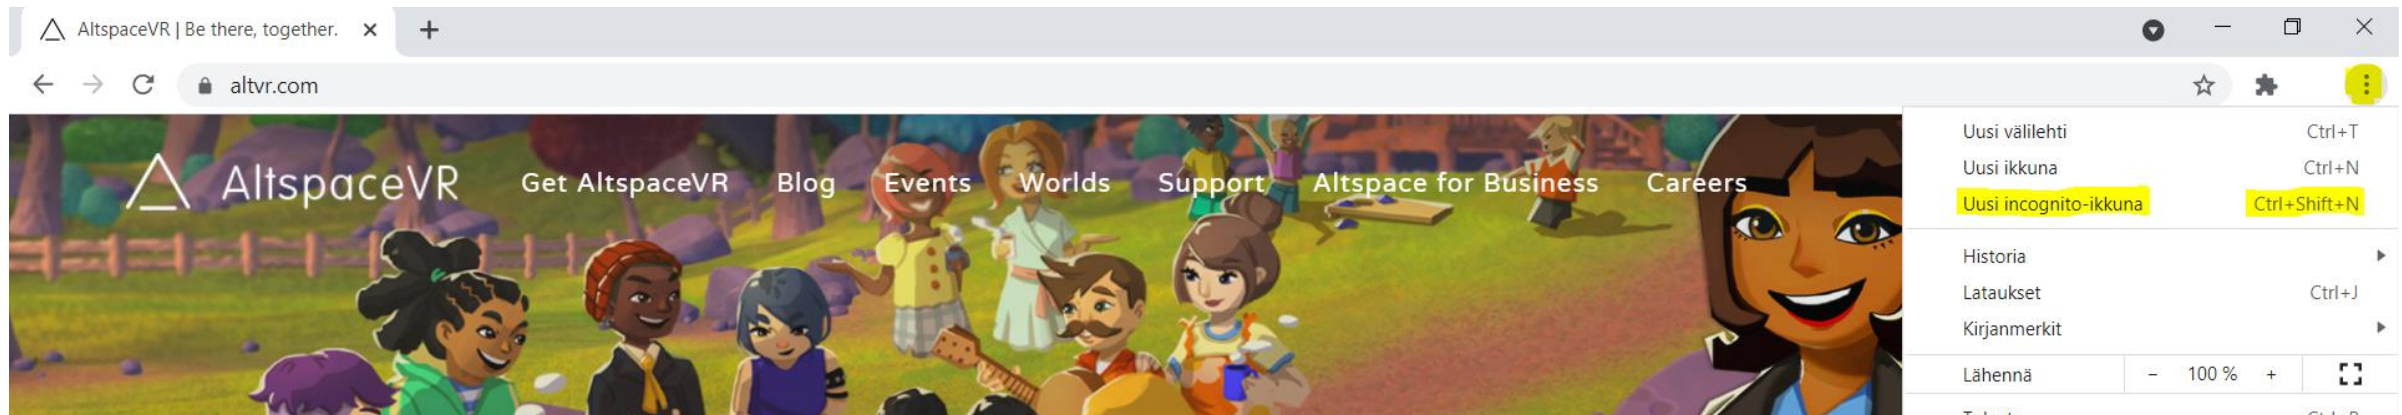 AltspaceVR | Be there, together.
altvr.com
AltspaceVR Get AltspaceVR Blog Events Worlds Support Altspace for Business Careers
Uusi välilehti Ctrl+T
Uusi ikkuna Ctrl+N
Uusi incognito-ikkuna Ctrl+Shift+N
Historia
Lataukset Ctrl+J
Kirjanmerkit
Lähennä - 100 % +